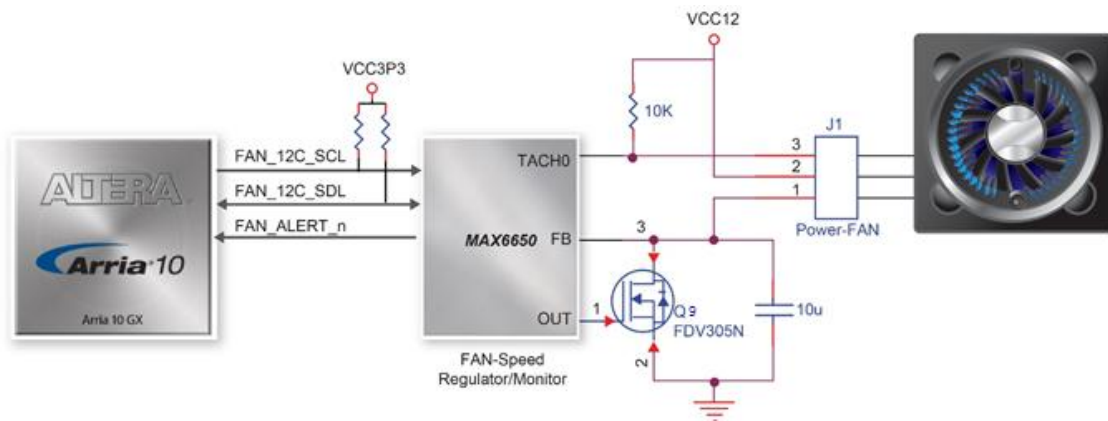 VCC12
VCC3P3
10K
J1
FAN_12C_SCL
TACH0
3
2
1
FAN_12C_SDL
ALTERA
FAN_ALERT_n
Power-FAN
MAX6650
FB
3
Arria 10
Arria 10 GX
OUT
1
Q9
FDV305N
10u
2
FAN-Speed
Regulator/Monitor